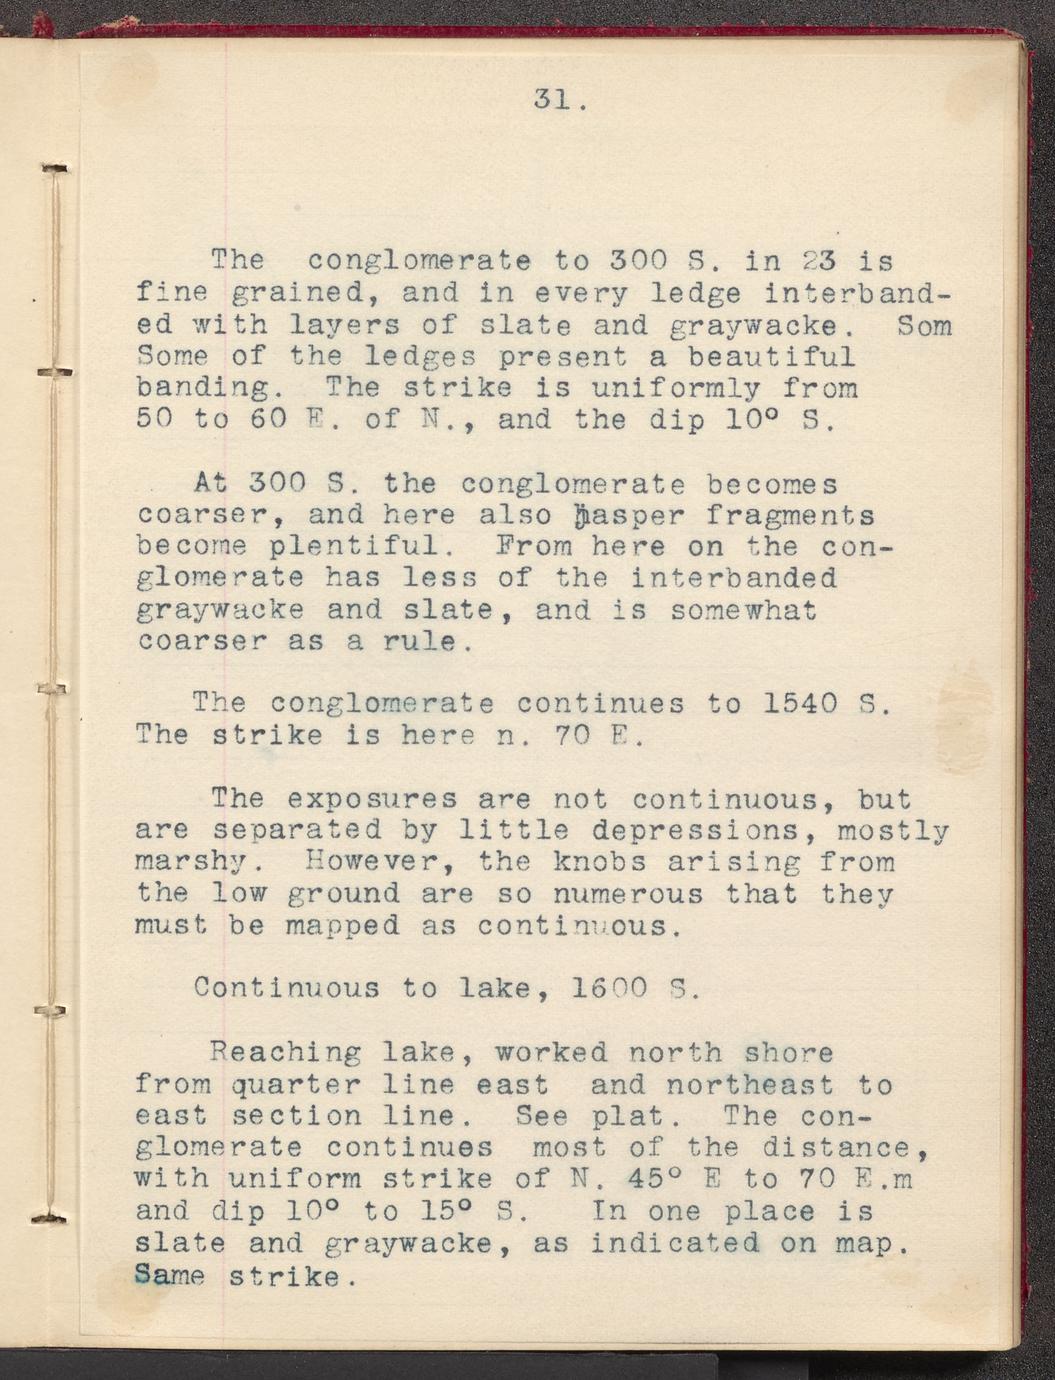 31.
The conglomerate to 300 S. in 23 is
fine grained, and in every ledge interband-
ed with layers of slate and graywacke. Som
Some of the ledges present a beautiful
banding. The strike is uniformly from
50 to 60 E. of N., and the dip 10° S.
At 300 S. the conglomerate becomes
coarser, and here also jasper fragments
become plentiful. From here on the con-
glomerate has less of the interbanded
graywacke and slate, and is somewhat
coarser as a rule.
The conglomerate continues to 1540 S.
The strike is here n. 70 E.
The exposures are not continuous, but
are separated by little depressions, mostly
marshy. However, the knobs arising from
the low ground are so numerous that they
must be mapped as continuous.
Continuous to lake, 1600 S.
Reaching lake, worked north shore
from quarter line east and northeast to
east section line. See plat. The con-
glomerate continues most of the distance,
with uniform strike of N. 45° E to 70 E.m
and dip 10° to 15° S. In one place is
slate and graywacke, as indicated on map.
Same strike.